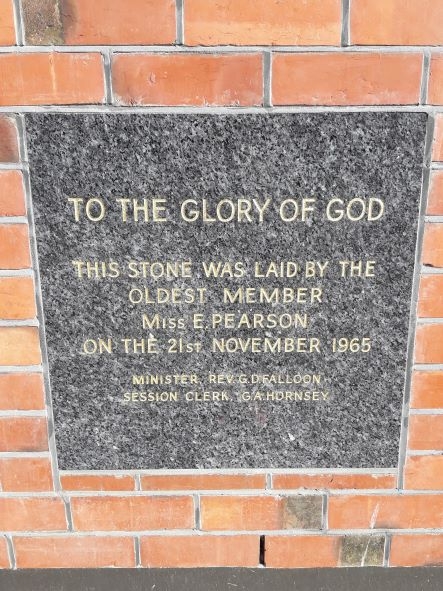 TO THE GLORY OF GOD
THIS STONE WAS LAID BY THE
OLDEST MEMBER
MISS E. PEARSON
ON THE 21ST NOVEMBER 1965
MINISTER, REV. G.D. FALLOON
SESSION CLERK, G.A. HORNSEY